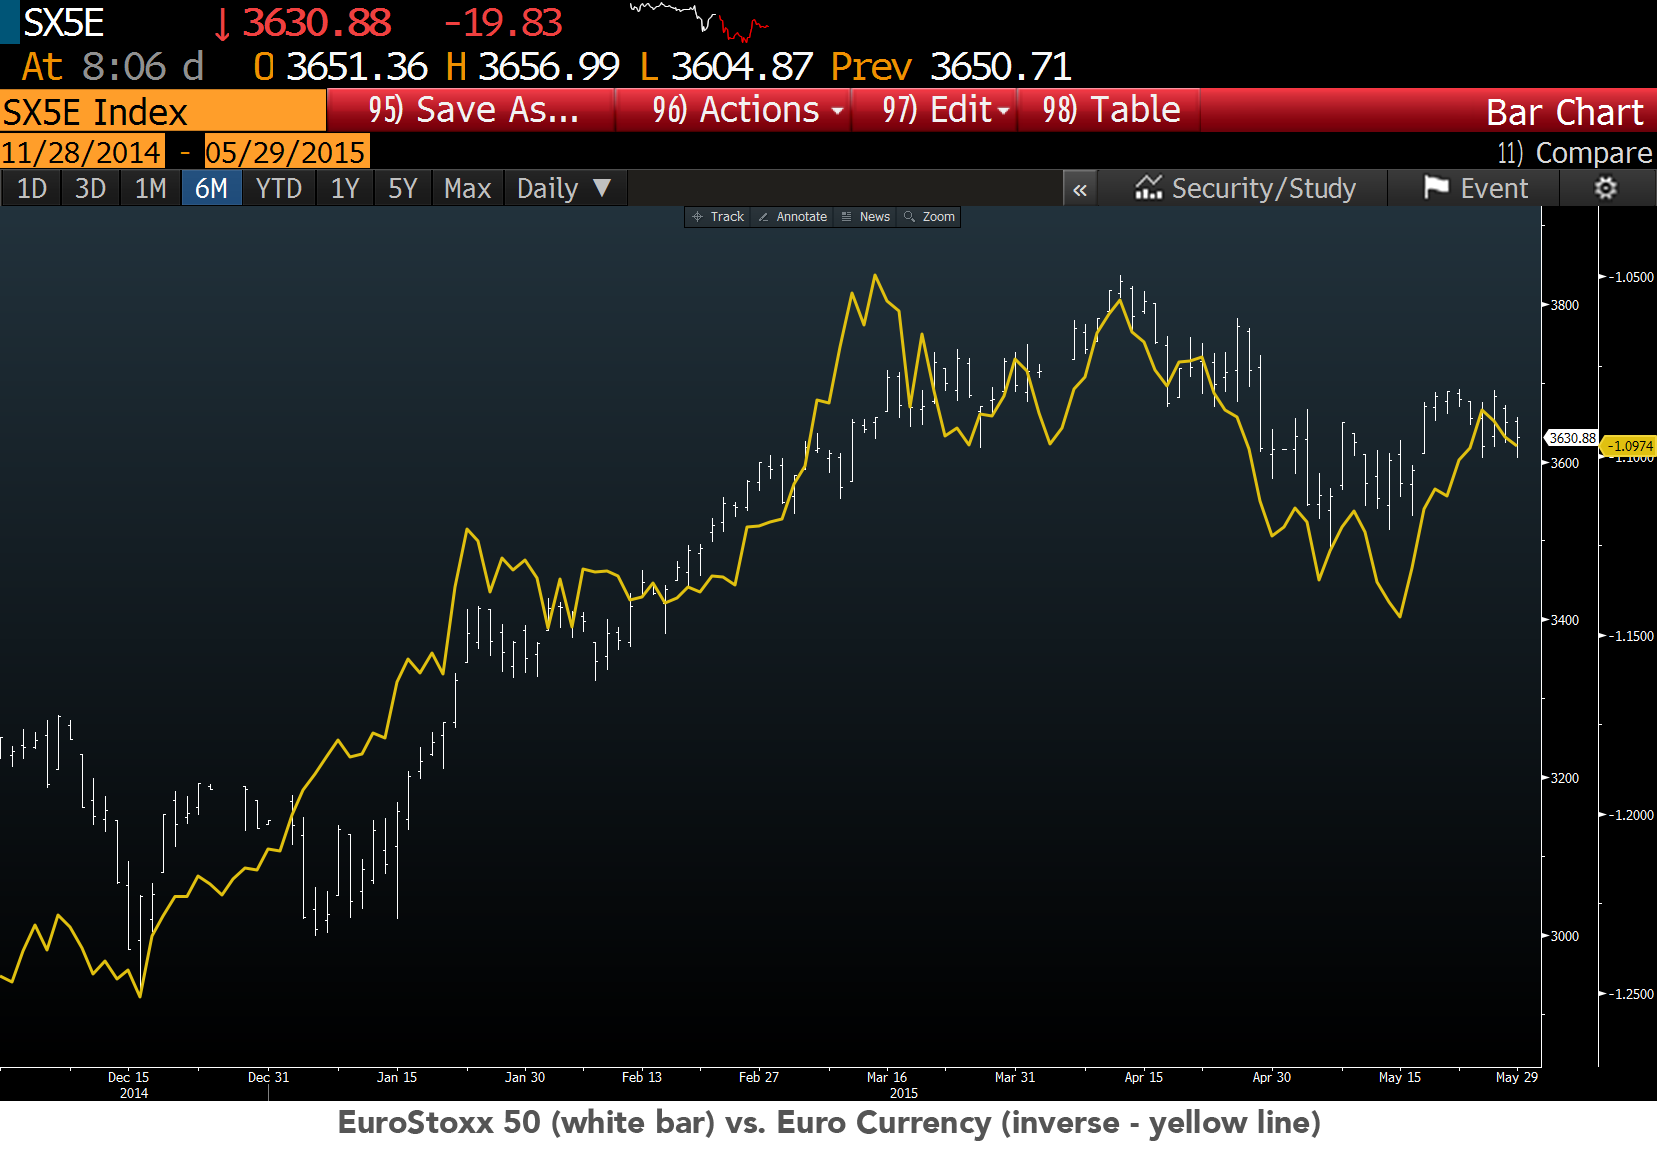 SX5E ↓ 3630.88 -19.83
At 8:06 d O 3651.36 H 3656.99 L 3604.87 Prev 3650.71
SX5E Index 95) Save As... 96) Actions 97) Edit 98) Table Bar Chart
11/28/2014 - 05/29/2015 11) Compare
1D 3D 1M 6M YTD 1Y 5Y Max Daily ▼ « Security/Study Event
Track Annotate News Zoom
-1.0500
3800
3630.88 -1.0974
-1.1000
3600
3400
-1.1500
3200
-1.2000
3000
-1.2500
Dec 15 Dec 31 Jan 15 Jan 30 Feb 13 Feb 27 Mar 16 Mar 31 Apr 15 Apr 30 May 15 May 29
2014 2015
EuroStoxx 50 (white bar) vs. Euro Currency (inverse - yellow line)